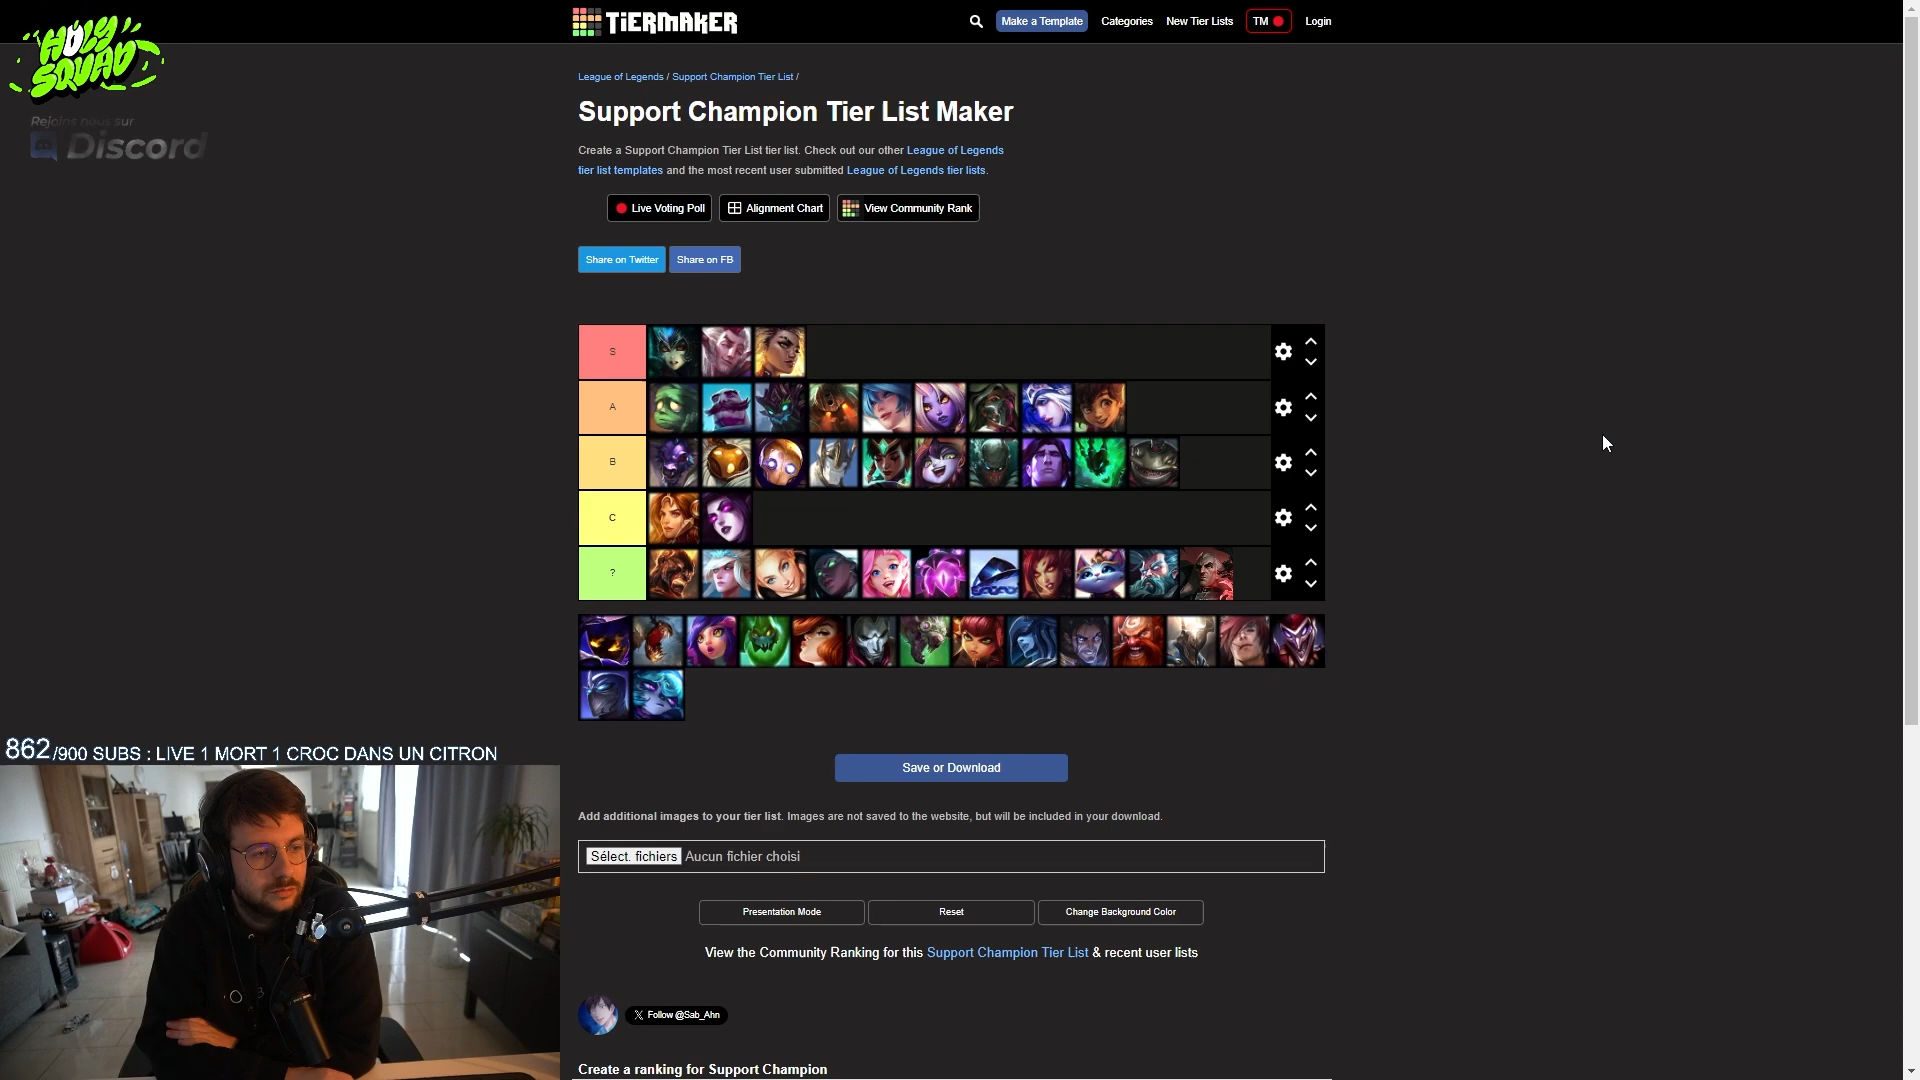 HOLY
SQUAD
Rejoins nous sur
Discord
TiERMAKER
Make a Template
Categories
New Tier Lists
TM
Login
League of Legends / Support Champion Tier List /
Support Champion Tier List Maker
Create a Support Champion Tier List tier list. Check out our other League of Legends
tier list templates and the most recent user submitted League of Legends tier lists.
Live Voting Poll
Alignment Chart
View Community Rank
Share on Twitter
Share on FB
S
A
B
C
?
862/900 SUBS : LIVE 1 MORT 1 CROC DANS UN CITRON
Save or Download
Add additional images to your tier list. Images are not saved to the website, but will be included in your download.
Sélect. fichiers Aucun fichier choisi
Presentation Mode
Reset
Change Background Color
View the Community Ranking for this Support Champion Tier List & recent user lists
X Follow @Sab_Ahn
Create a ranking for Support Champion